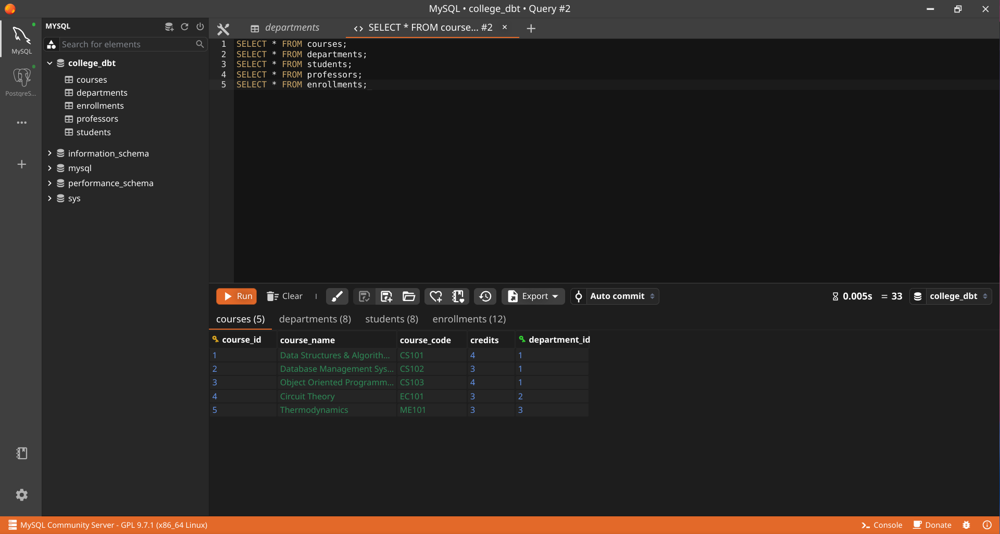 MySQL • college_dbt • Query #2
MySQL
PostgreS...
MYSQL
Search for elements
college_dbt
courses
departments
enrollments
professors
students
information_schema
mysql
performance_schema
sys
departments
SELECT * FROM course... #2
1 SELECT * FROM courses;
2 SELECT * FROM departments;
3 SELECT * FROM students;
4 SELECT * FROM professors;
5 SELECT * FROM enrollments;
Run Clear Export Auto commit 0.005s = 33 college_dbt
courses (5) departments (8) students (8) enrollments (12)
course_id course_name course_code credits department_id
1 Data Structures & Algorith... CS101 4 1
2 Database Management Sys... CS102 3 1
3 Object Oriented Programm... CS103 4 1
4 Circuit Theory EC101 3 2
5 Thermodynamics ME101 3 3
MySQL Community Server - GPL 9.7.1 (x86_64 Linux) Console Donate